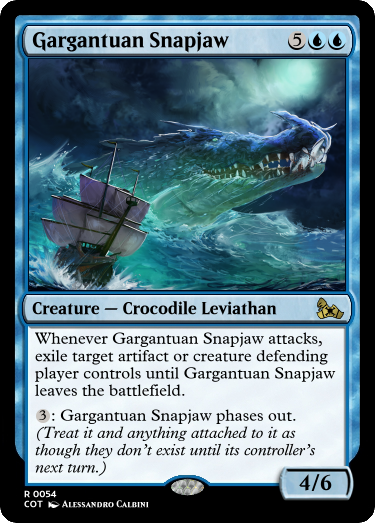 Gargantuan Snapjaw 5
Creature — Crocodile Leviathan
Whenever Gargantuan Snapjaw attacks,
exile target artifact or creature defending
player controls until Gargantuan Snapjaw
leaves the battlefield.
3: Gargantuan Snapjaw phases out.
(Treat it and anything attached to it as
though they don't exist until its controller's
next turn.)
4/6
R 0054
COT Alessandro Calbini